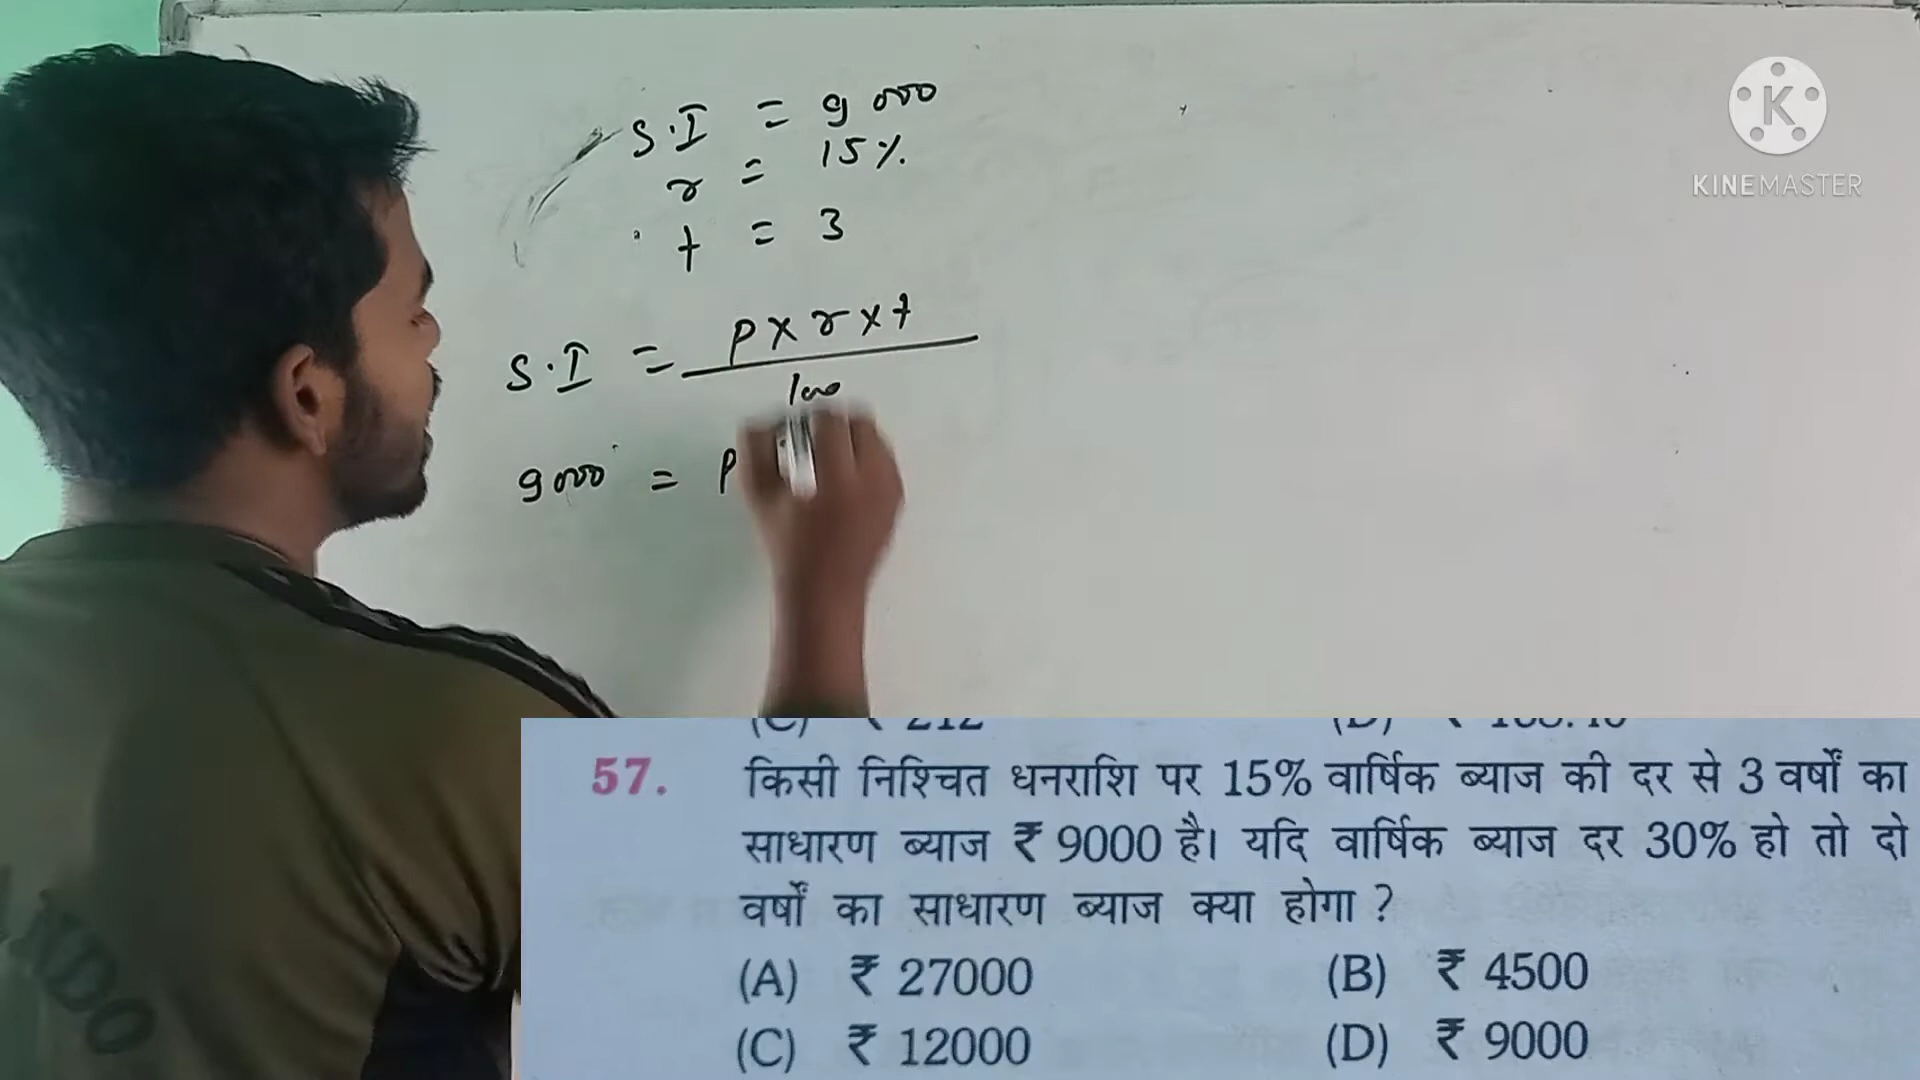 S.I = 9000
r = 15%
t = 3
S.I = p x r x t
100
9000 = p
K
KINEMASTER
(C) ₹ 212 (D) ₹
57. किसी निश्चित धनराशि पर 15% वार्षिक ब्याज की दर से 3 वर्षों का
साधारण ब्याज ₹ 9000 है। यदि वार्षिक ब्याज दर 30% हो तो दो
वर्षों का साधारण ब्याज क्या होगा ?
(A) ₹ 27000 (B) ₹ 4500
(C) ₹ 12000 (D) ₹ 9000